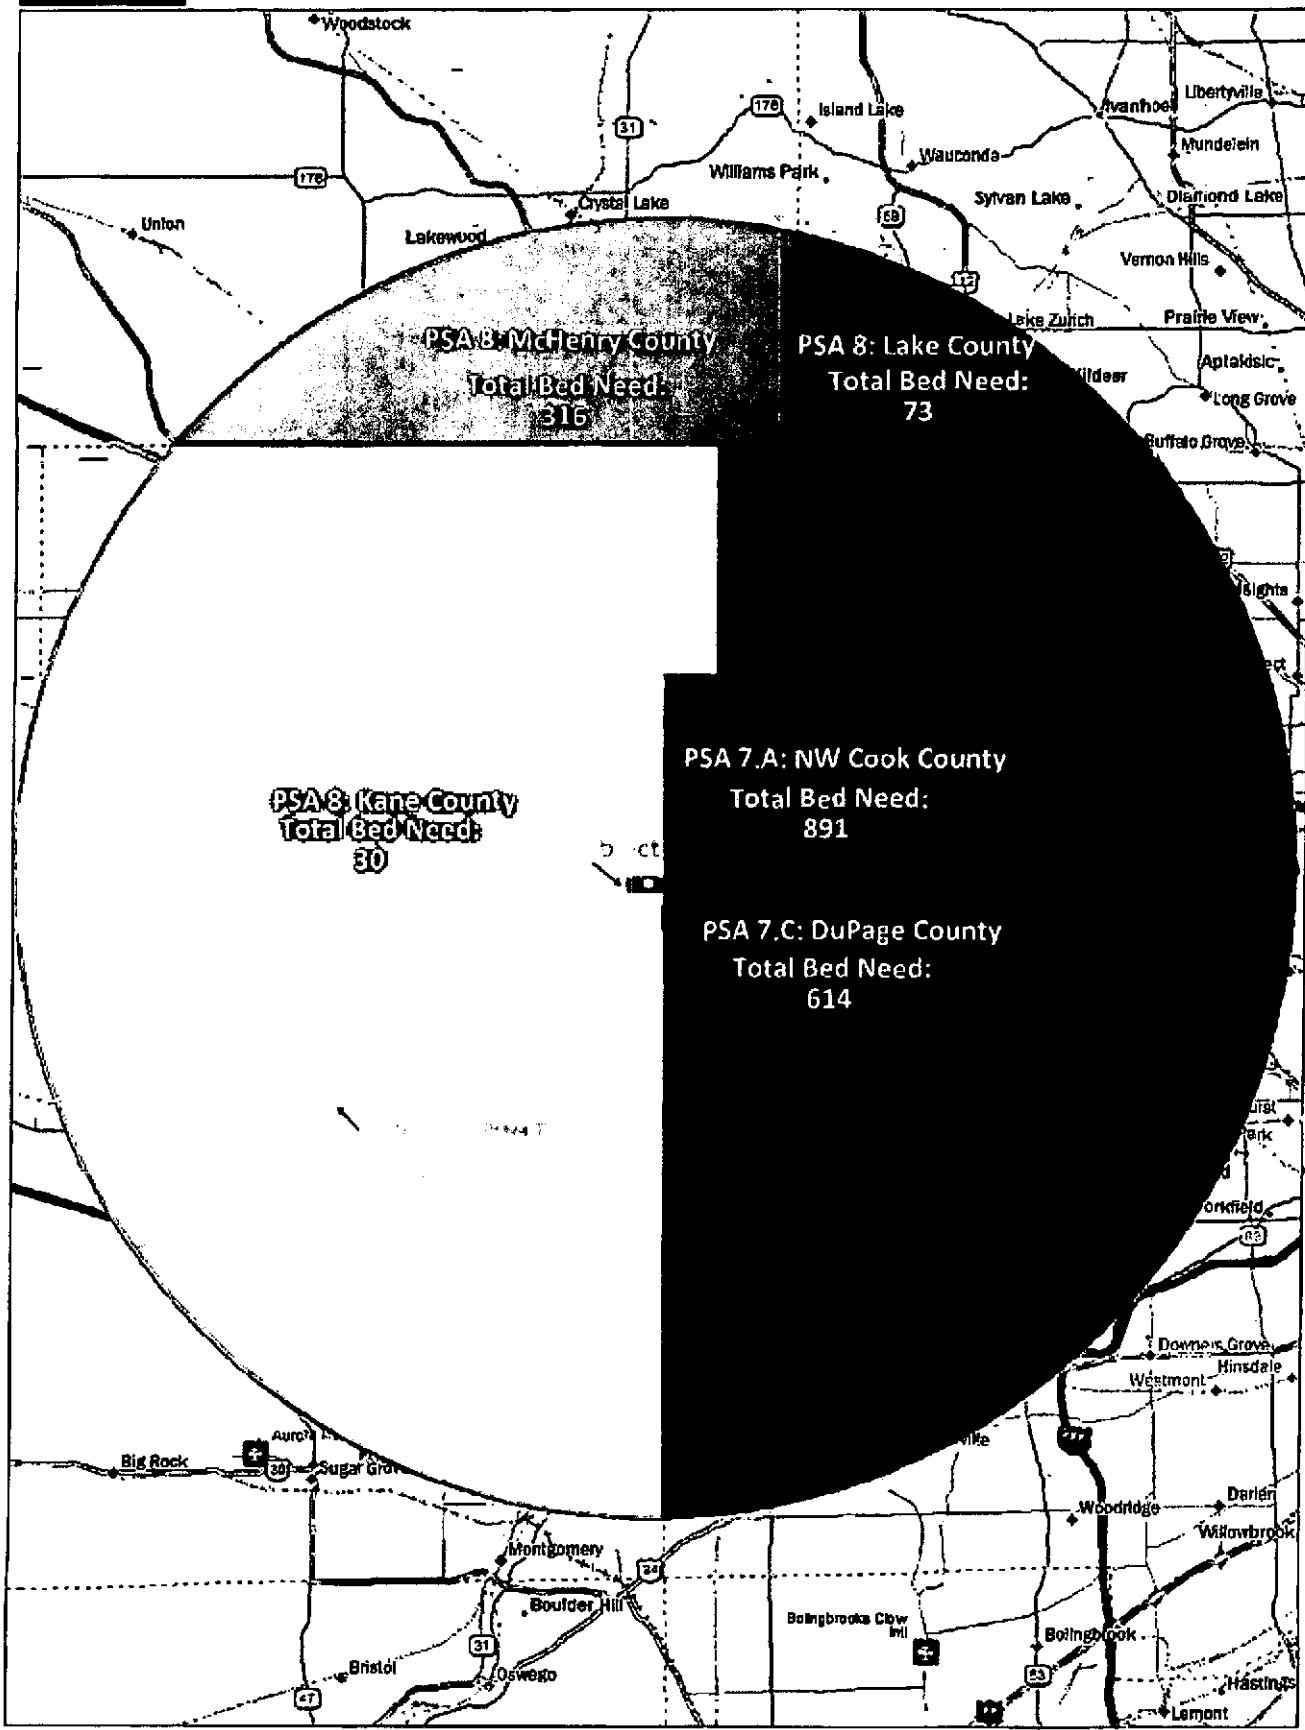 Woodstock
176
Island Lake
Ivanhoe
Libertyville
31
Wauconda
Mundelein
Williams Park
176
Crystal Lake
Sylvan Lake
Diamond Lake
Union
Lakewood
59
Vernon Hills
12
Lake Zurich
Prairie View
PSA 8: McHenry County
Total Bed Need:
316
PSA 8: Lake County
Total Bed Need:
73
Kildeer
Aptakisic
Long Grove
Buffalo Grove
PSA 7.A: NW Cook County
Total Bed Need:
891
PSA 8: Kane County
Total Bed Need:
30
PSA 7.C: DuPage County
Total Bed Need:
614
83
Downers Grove
Westmont
Hinsdale
Big Rock
30
Sugar Grove
Woodridge
Darien
Willowbrook
Montgomery
34
Boulder Hill
Bolingbrooks Clow
Intl
Bolingbrook
31
Bristol
Oswego
47
53
Hastings
Lemont